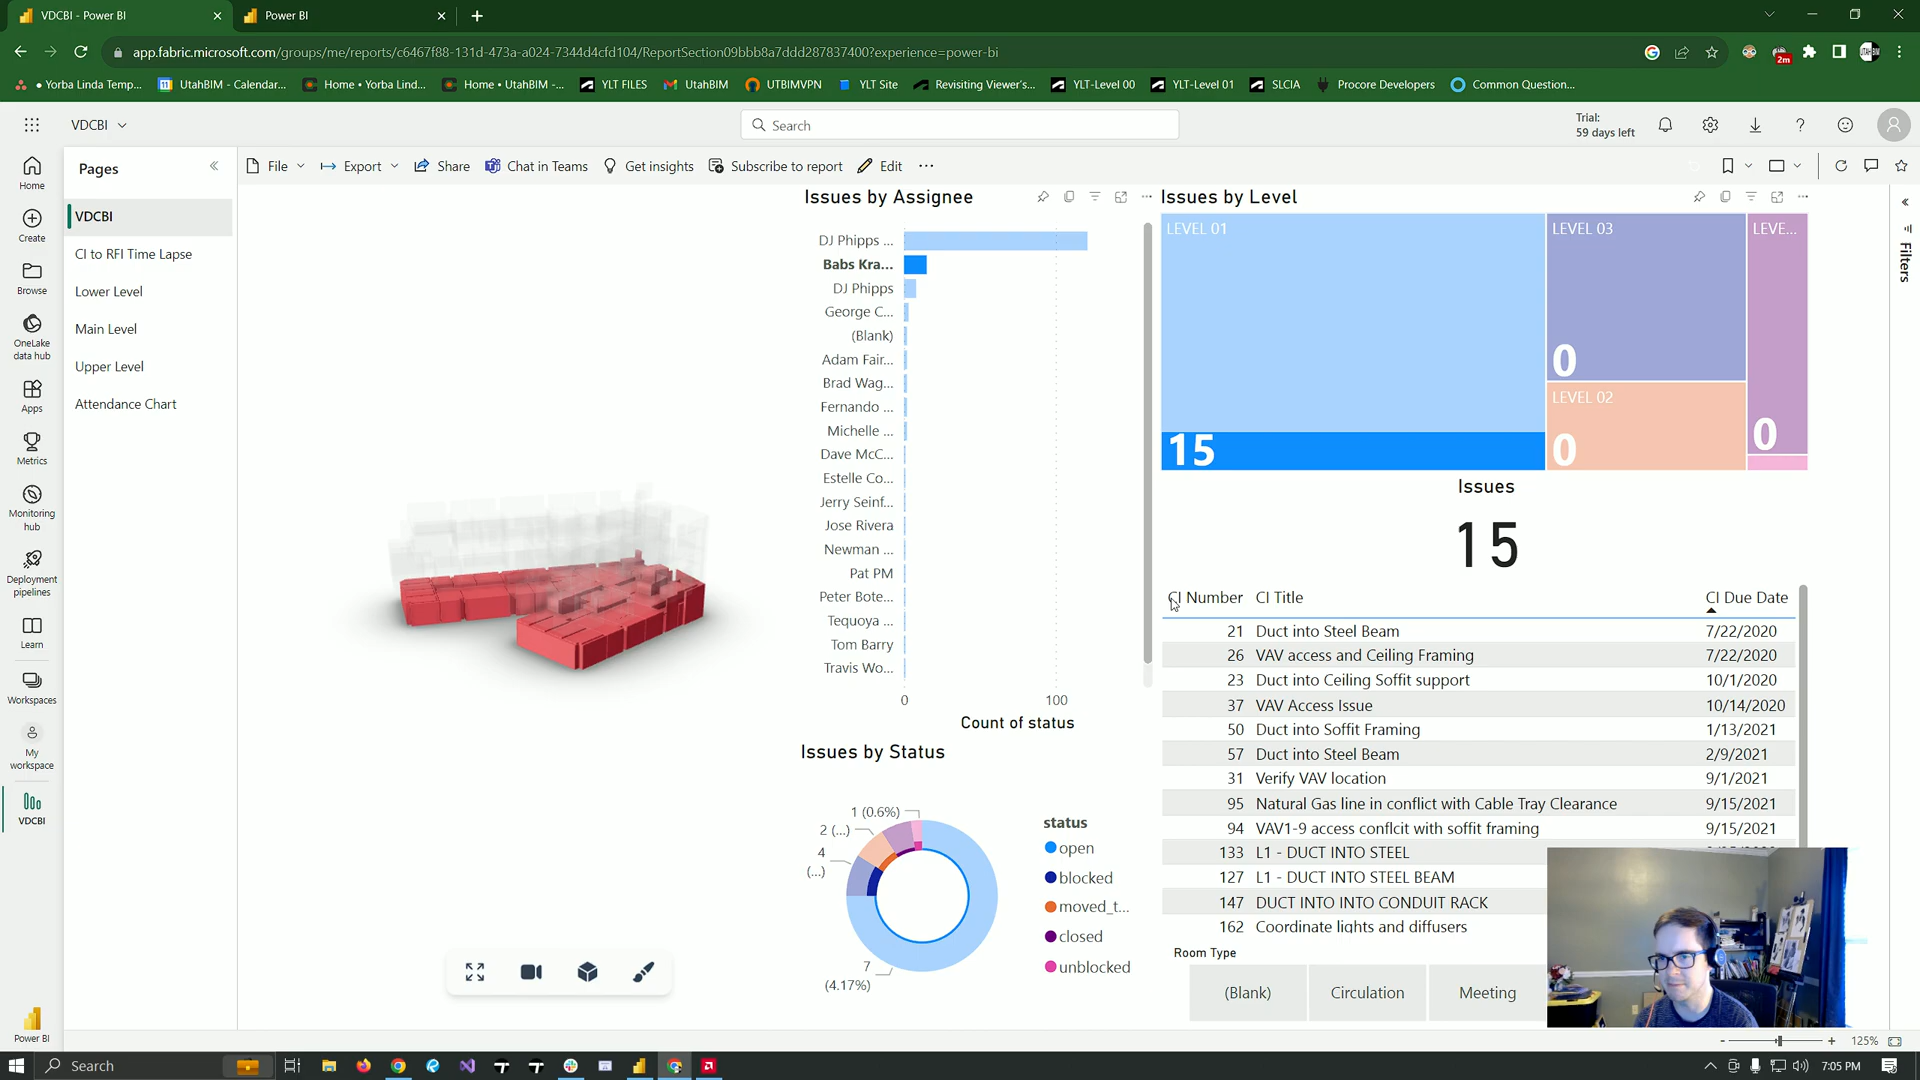 VDCBI - Power BI
Power BI
app.fabric.microsoft.com/groups/me/reports/c6467f88-131d-473a-a024-7344d4cfd104/ReportSection09bbb8a7ddd287837400?experience=power-bi
2m
Yorba Linda Temp...
UtahBIM - Calendar...
Home • Yorba Lind...
Home • UtahBIM -...
YLT FILES
UtahBIM
UTBIMVPN
YLT Site
Revisiting Viewer's...
YLT-Level 00
YLT-Level 01
SLCIA
Procore Developers
Common Question...
VDCBI
Search
Trial:
59 days left
Home
Create
Browse
OneLake
data hub
Apps
Metrics
Monitoring
hub
Deployment
pipelines
Learn
Workspaces
My
workspace
VDCBI
Power BI
Pages
VDCBI
CI to RFI Time Lapse
Lower Level
Main Level
Upper Level
Attendance Chart
File
Export
Share
Chat in Teams
Get insights
Subscribe to report
Edit
Filters
Issues by Assignee
DJ Phipps ...
Babs Kra...
DJ Phipps
George C...
(Blank)
Adam Fair...
Brad Wag...
Fernando ...
Michelle ...
Dave McC...
Estelle Co...
Jerry Seinf...
Jose Rivera
Newman ...
Pat PM
Peter Bote...
Tequoya ...
Tom Barry
Travis Wo...
0
100
Count of status
Issues by Status
1 (0.6%)
2 (...)
4
(...)
7
(4.17%)
status
open
blocked
moved_t...
closed
unblocked
Issues by Level
LEVEL 01
15
LEVEL 03
0
LEVEL 02
0
LEVE...
0
Issues
15
CI Number CI Title CI Due Date
21 Duct into Steel Beam 7/22/2020
26 VAV access and Ceiling Framing 7/22/2020
23 Duct into Ceiling Soffit support 10/1/2020
37 VAV Access Issue 10/14/2020
50 Duct into Soffit Framing 1/13/2021
57 Duct into Steel Beam 2/9/2021
31 Verify VAV location 9/1/2021
95 Natural Gas line in conflict with Cable Tray Clearance 9/15/2021
94 VAV1-9 access conflcit with soffit framing 9/15/2021
133 L1 - DUCT INTO STEEL
127 L1 - DUCT INTO STEEL BEAM
147 DUCT INTO INTO CONDUIT RACK
162 Coordinate lights and diffusers
Room Type
(Blank)
Circulation
Meeting
125%
Search
7:05 PM